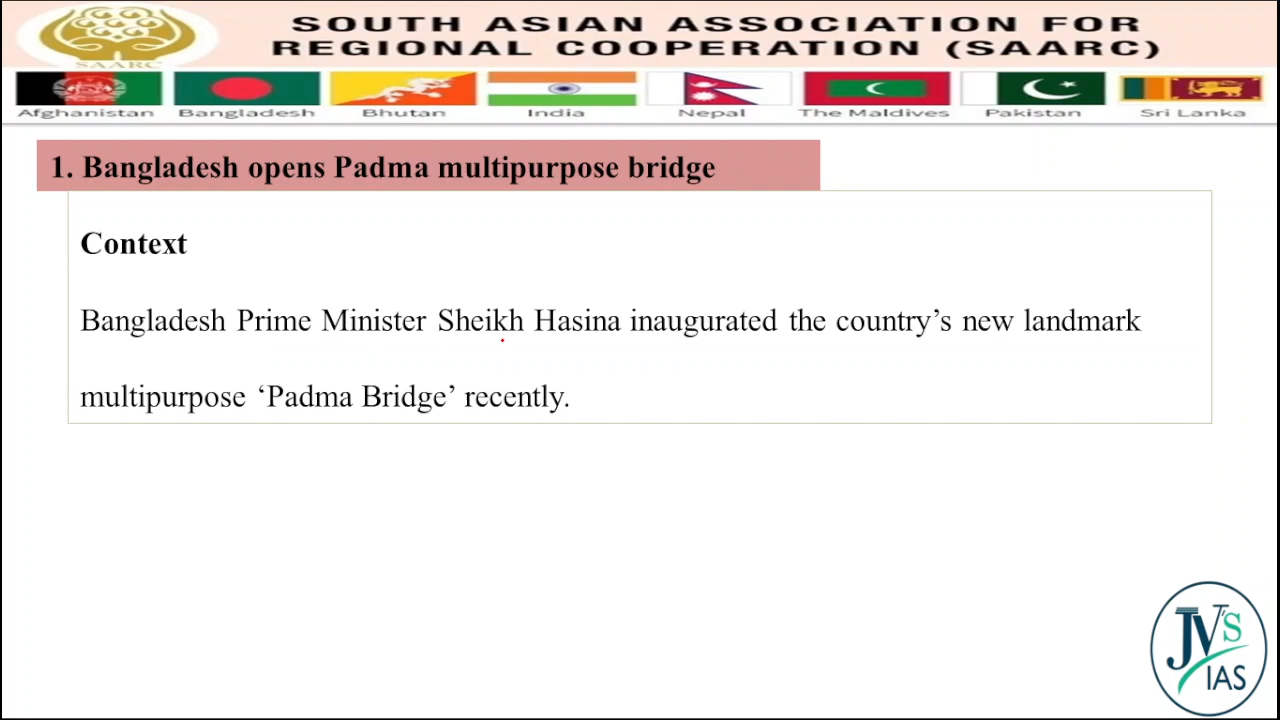 SOUTH ASIAN ASSOCIATION FOR
REGIONAL COOPERATION (SAARC)
SAARC
Afghanistan Bangladesh Bhutan India Nepal The Maldives Pakistan Sri Lanka
1. Bangladesh opens Padma multipurpose bridge
Context
Bangladesh Prime Minister Sheikh Hasina inaugurated the country’s new landmark
multipurpose ‘Padma Bridge’ recently.
JV'S
IAS